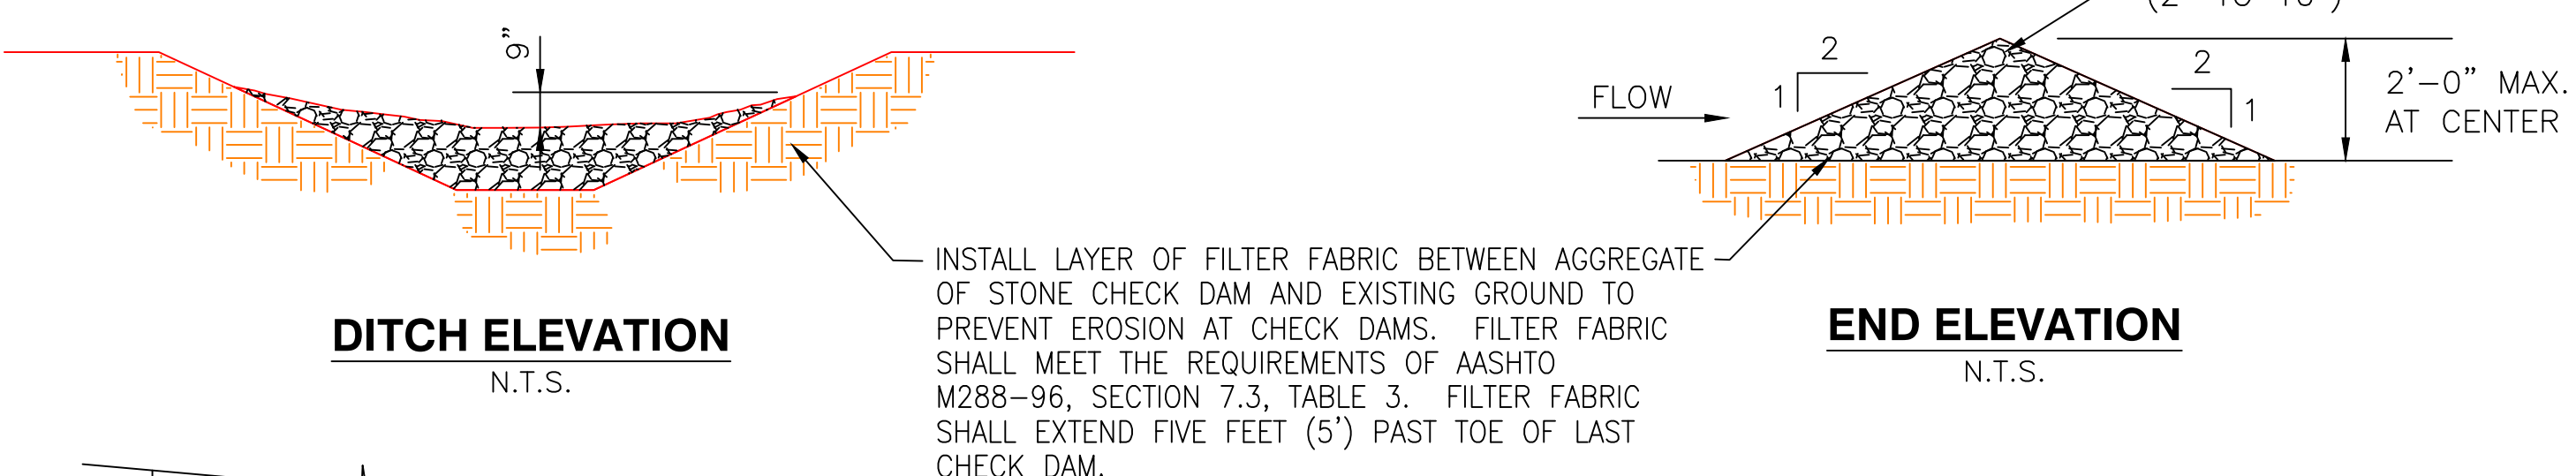 9”
DITCH ELEVATION
N.T.S.
INSTALL LAYER OF FILTER FABRIC BETWEEN AGGREGATE
OF STONE CHECK DAM AND EXISTING GROUND TO
PREVENT EROSION AT CHECK DAMS. FILTER FABRIC
SHALL MEET THE REQUIREMENTS OF AASHTO
M288-96, SECTION 7.3, TABLE 3. FILTER FABRIC
SHALL EXTEND FIVE FEET (5’) PAST TOE OF LAST
CHECK DAM.
FLOW
2
1
2
1
2’-0” MAX.
AT CENTER
END ELEVATION
N.T.S.